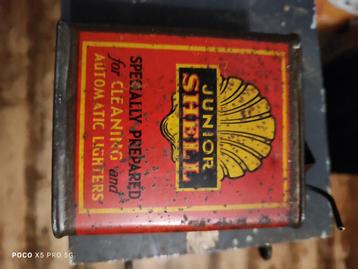 JUNIOR
SHELL
SPECIALLY PREPARED
for CLEANING and
AUTOMATIC LIGHTERS
POCO X5 PRO 5G